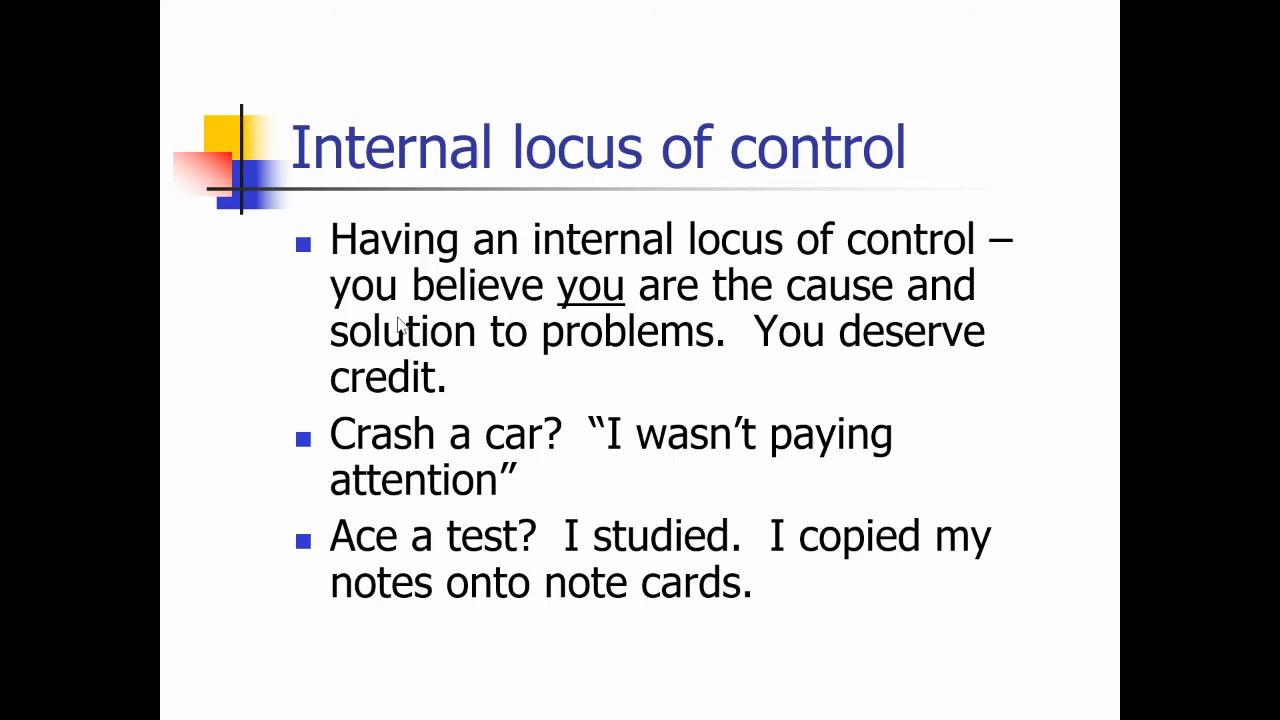 Internal locus of control
Having an internal locus of control –
you believe you are the cause and
solution to problems.  You deserve
credit.
Crash a car?  “I wasn’t paying
attention”
Ace a test?  I studied.  I copied my
notes onto note cards.